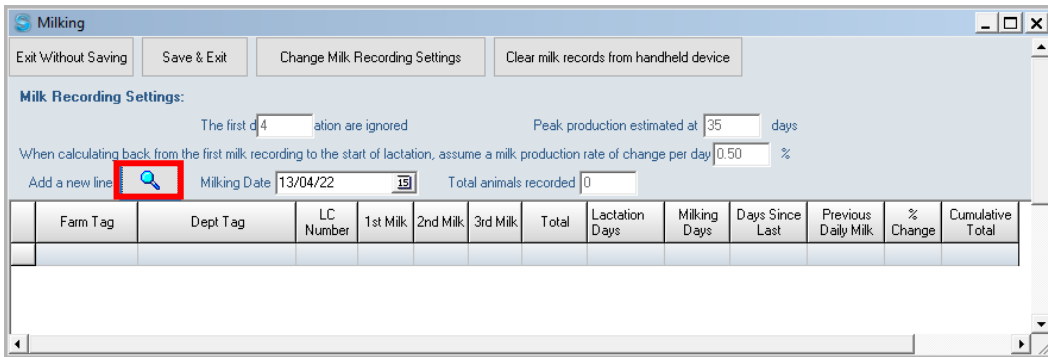 Milking
Exit Without Saving Save & Exit Change Milk Recording Settings Clear milk records from handheld device
Milk Recording Settings:
The first d 4 ation are ignored Peak production estimated at 35 days
When calculating back from the first milk recording to the start of lactation, assume a milk production rate of change per day 0.50 %
Add a new line Milking Date 13/04/22 15 Total animals recorded 0
Farm Tag Dept Tag LC Number 1st Milk 2nd Milk 3rd Milk Total Lactation Days Milking Days Days Since Last Previous Daily Milk % Change Cumulative Total